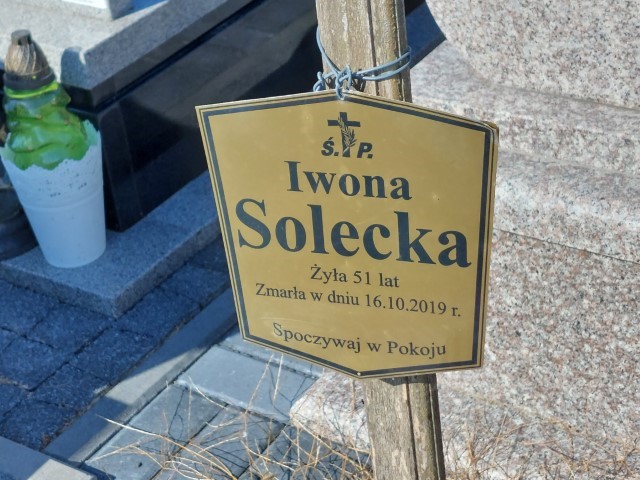 Ś. P.
Iwona
Solecka
Żyła 51 lat
Zmarła w dniu 16.10.2019 r.
Spoczywaj w Pokoju